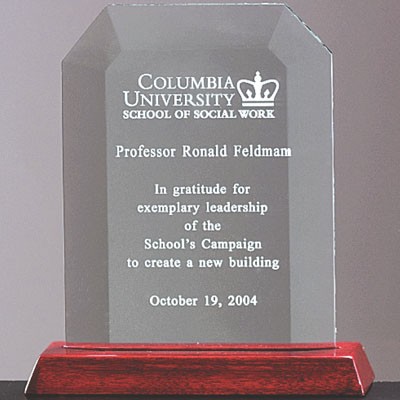 COLUMBIA
UNIVERSITY
SCHOOL OF SOCIAL WORK
Professor Ronald Feldmam
In gratitude for
exemplary leadership
of the
School's Campaign
to create a new building
October 19, 2004